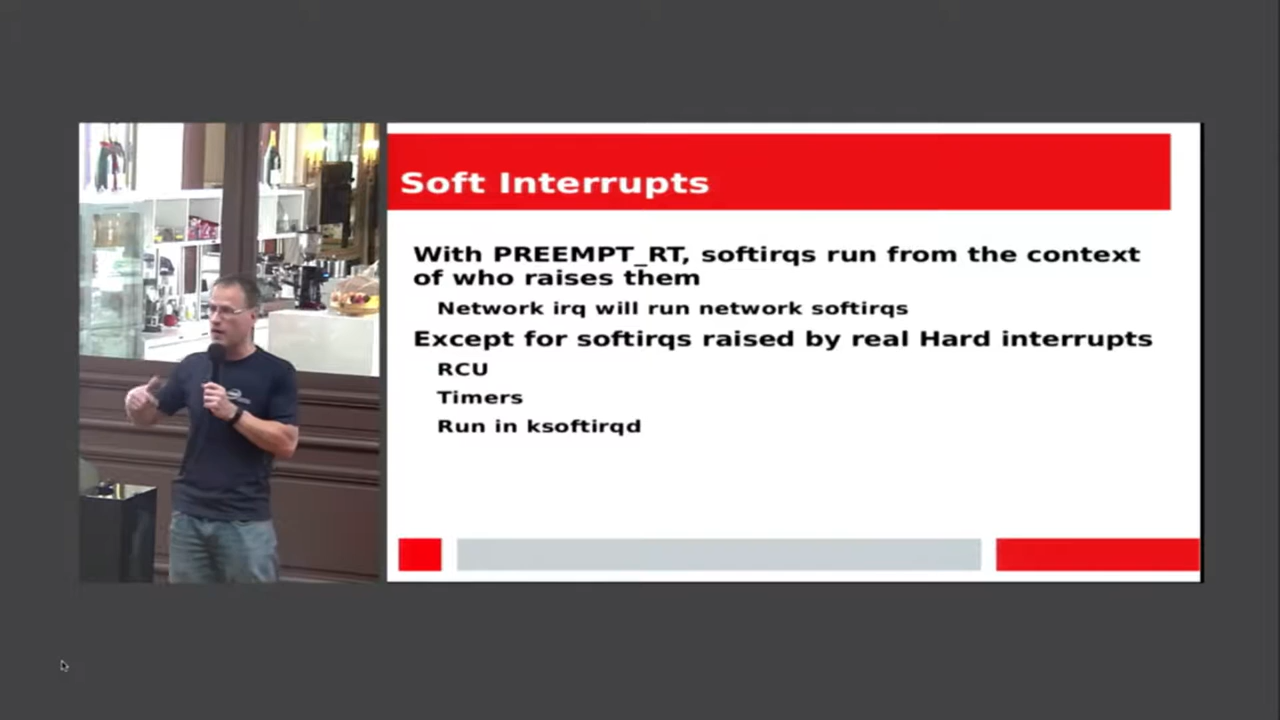 Soft Interrupts
With PREEMPT_RT, softirqs run from the context
of who raises them
Network irq will run network softirqs
Except for softirqs raised by real Hard interrupts
RCU
Timers
Run in ksoftirqd